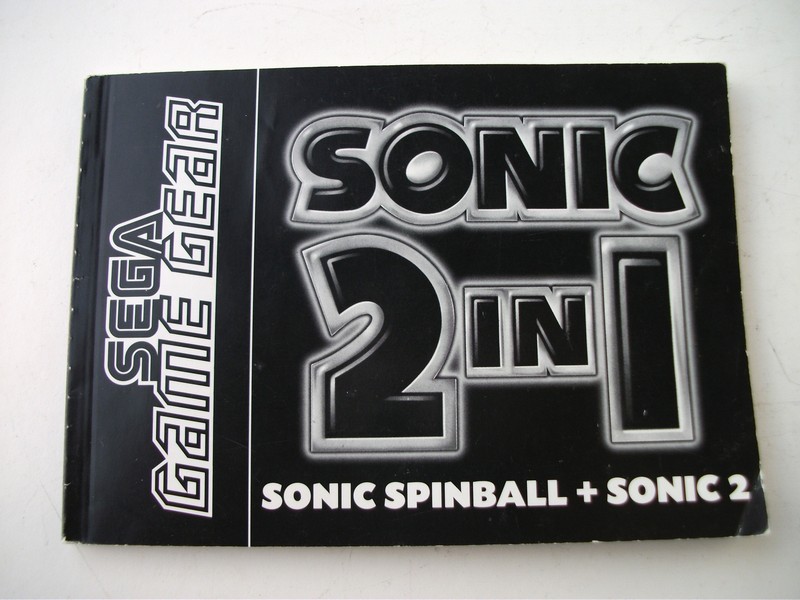 SEGA
GAME GEAR
SONIC
2 IN 1
SONIC SPINBALL + SONIC 2